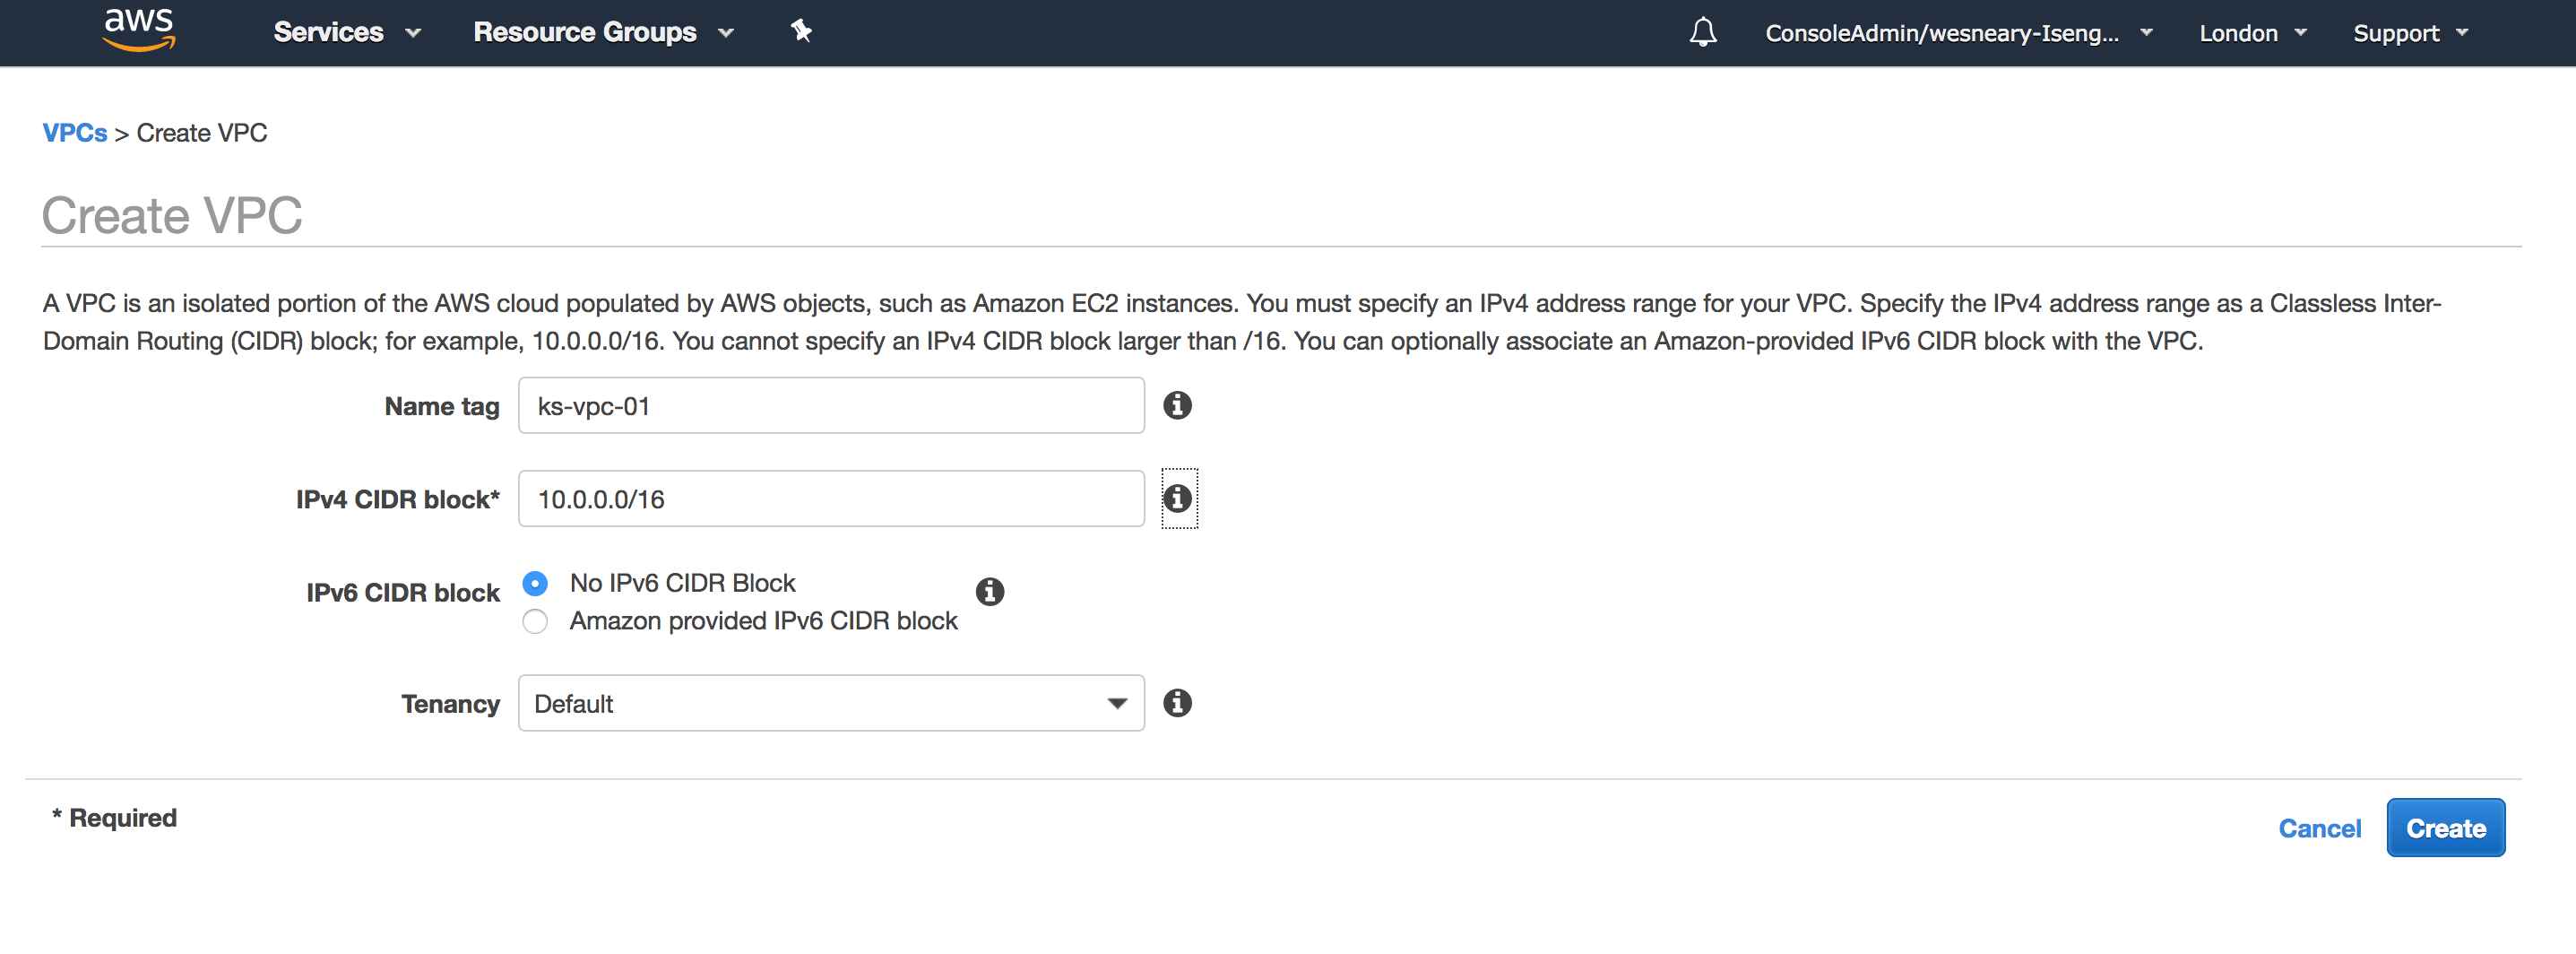 aws Services Resource Groups ConsoleAdmin/wesneary-Iseng... London Support
VPCs > Create VPC
Create VPC
A VPC is an isolated portion of the AWS cloud populated by AWS objects, such as Amazon EC2 instances. You must specify an IPv4 address range for your VPC. Specify the IPv4 address range as a Classless Inter-
Domain Routing (CIDR) block; for example, 10.0.0.0/16. You cannot specify an IPv4 CIDR block larger than /16. You can optionally associate an Amazon-provided IPv6 CIDR block with the VPC.
Name tag ks-vpc-01
IPv4 CIDR block* 10.0.0.0/16
IPv6 CIDR block No IPv6 CIDR Block
Amazon provided IPv6 CIDR block
Tenancy Default
* Required
Cancel Create